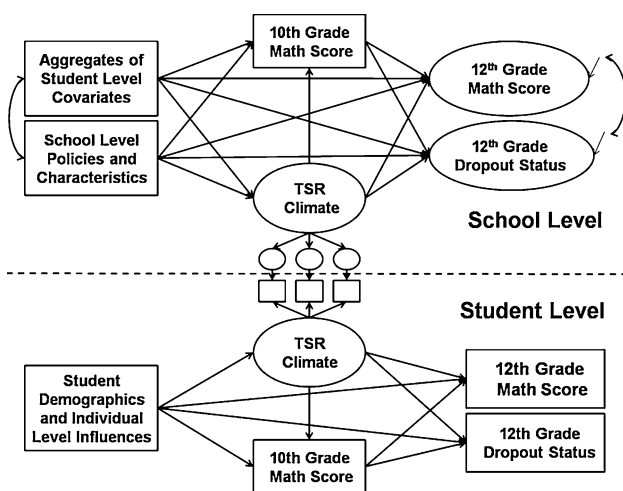 10th Grade
Math Score
Aggregates of
Student Level
Covariates
12th Grade
Math Score
School Level
Policies and
Characteristics
12th Grade
Dropout Status
TSR
Climate
School Level
Student Level
TSR
Climate
12th Grade
Math Score
Student
Demographics
and Individual
Level Influences
12th Grade
Dropout Status
10th Grade
Math Score